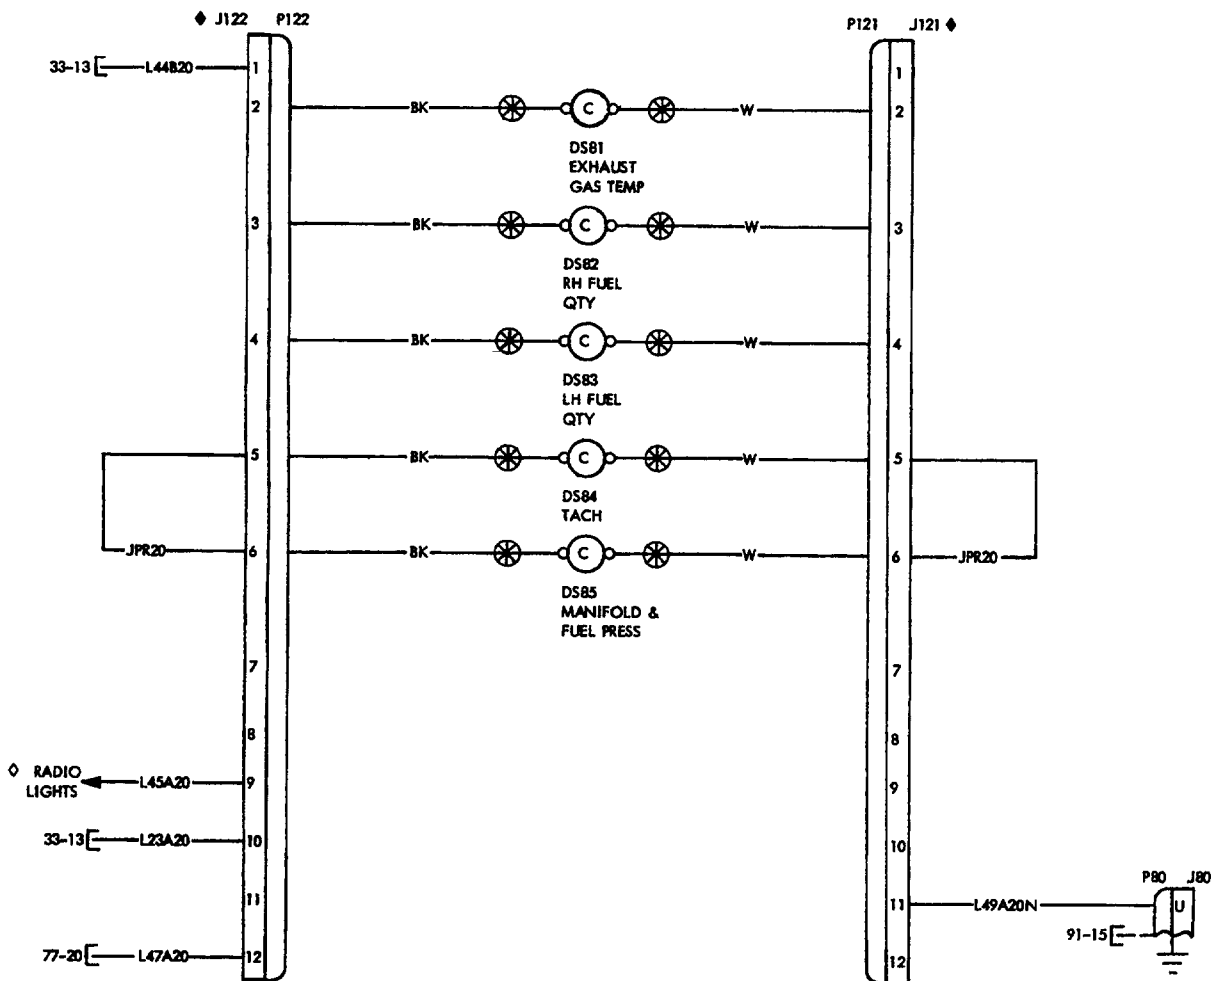 ◆ J122 P122
P121 J121 ◆
33-13 L44B20 1
1
2 BK C W 2
DS81
EXHAUST
GAS TEMP
3 BK C W 3
DS82
RH FUEL
QTY
4 BK C W 4
DS83
LH FUEL
QTY
5 BK C W 5
DS84
TACH
JPR20 6 BK C W 6 JPR20
DS85
MANIFOLD &
FUEL PRESS
7 7
8 8
◇ RADIO
LIGHTS
L45A20 9 9
33-13 L23A20 10 10
11 11 L49A20N
P80 J80
U
91-15
77-20 L47A20 12 12